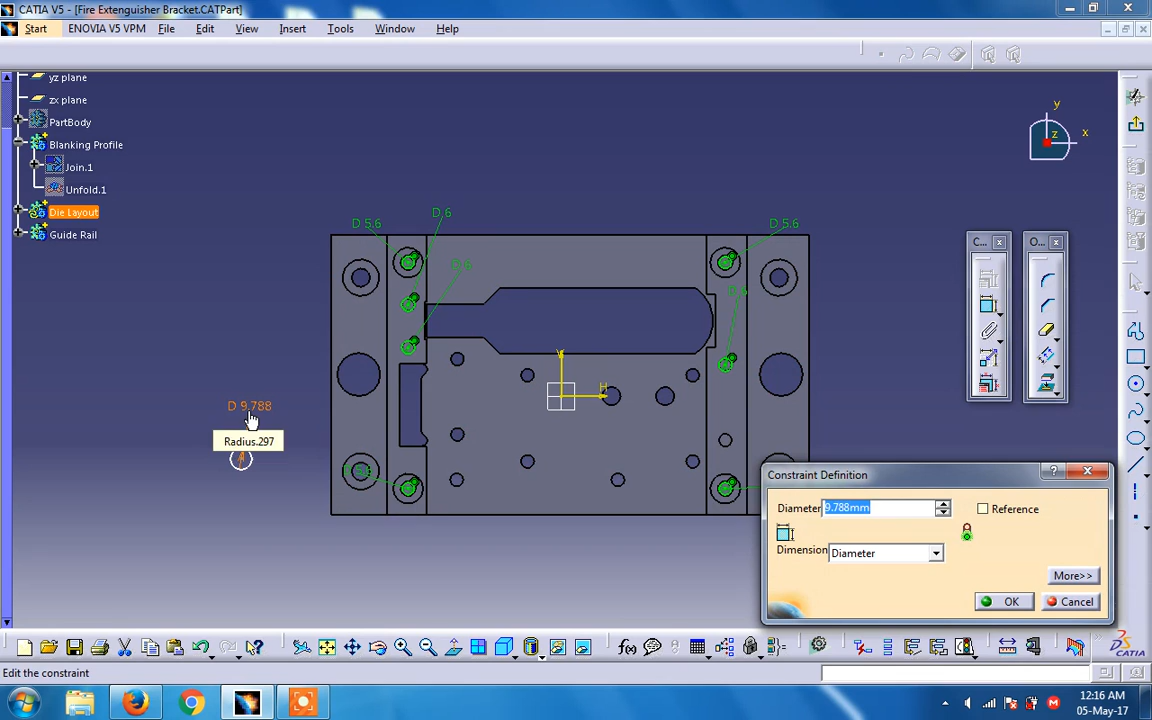 CATIA V5 - [Fire Extinguisher Bracket.CATPart]
Start ENOVIA V5 VPM File Edit View Insert Tools Window Help
yz plane
zx plane
PartBody
Blanking Profile
Join.1
Unfold.1
Die Layout
Guide Rail
y
x
z
C...
O...
D 6
D 5.6
D 5.6
D 6
V
H
D 9.788
Radius.297
Constraint Definition
?
Diameter 9.788mm
Reference
Dimension Diameter
More>>
OK
Cancel
f(x)
CATIA
Edit the constraint
12:16 AM
05-May-17